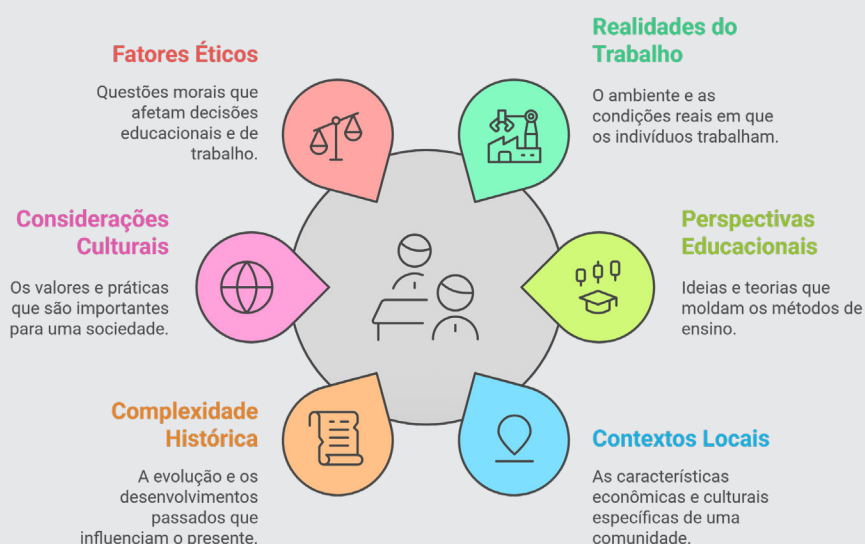 Fatores Éticos
Questões morais que
afetam decisões
educacionais e de
trabalho.
Realidades do
Trabalho
O ambiente e as
condições reais em que
os indivíduos trabalham.
Considerações
Culturais
Os valores e práticas
que são importantes
para uma sociedade.
Perspectivas
Educacionais
Ideias e teorias que
moldam os métodos de
ensino.
Complexidade
Histórica
A evolução e os
desenvolvimentos
passados que
influenciam o presente.
Contextos Locais
As características
econômicas e culturais
específicas de uma
comunidade.